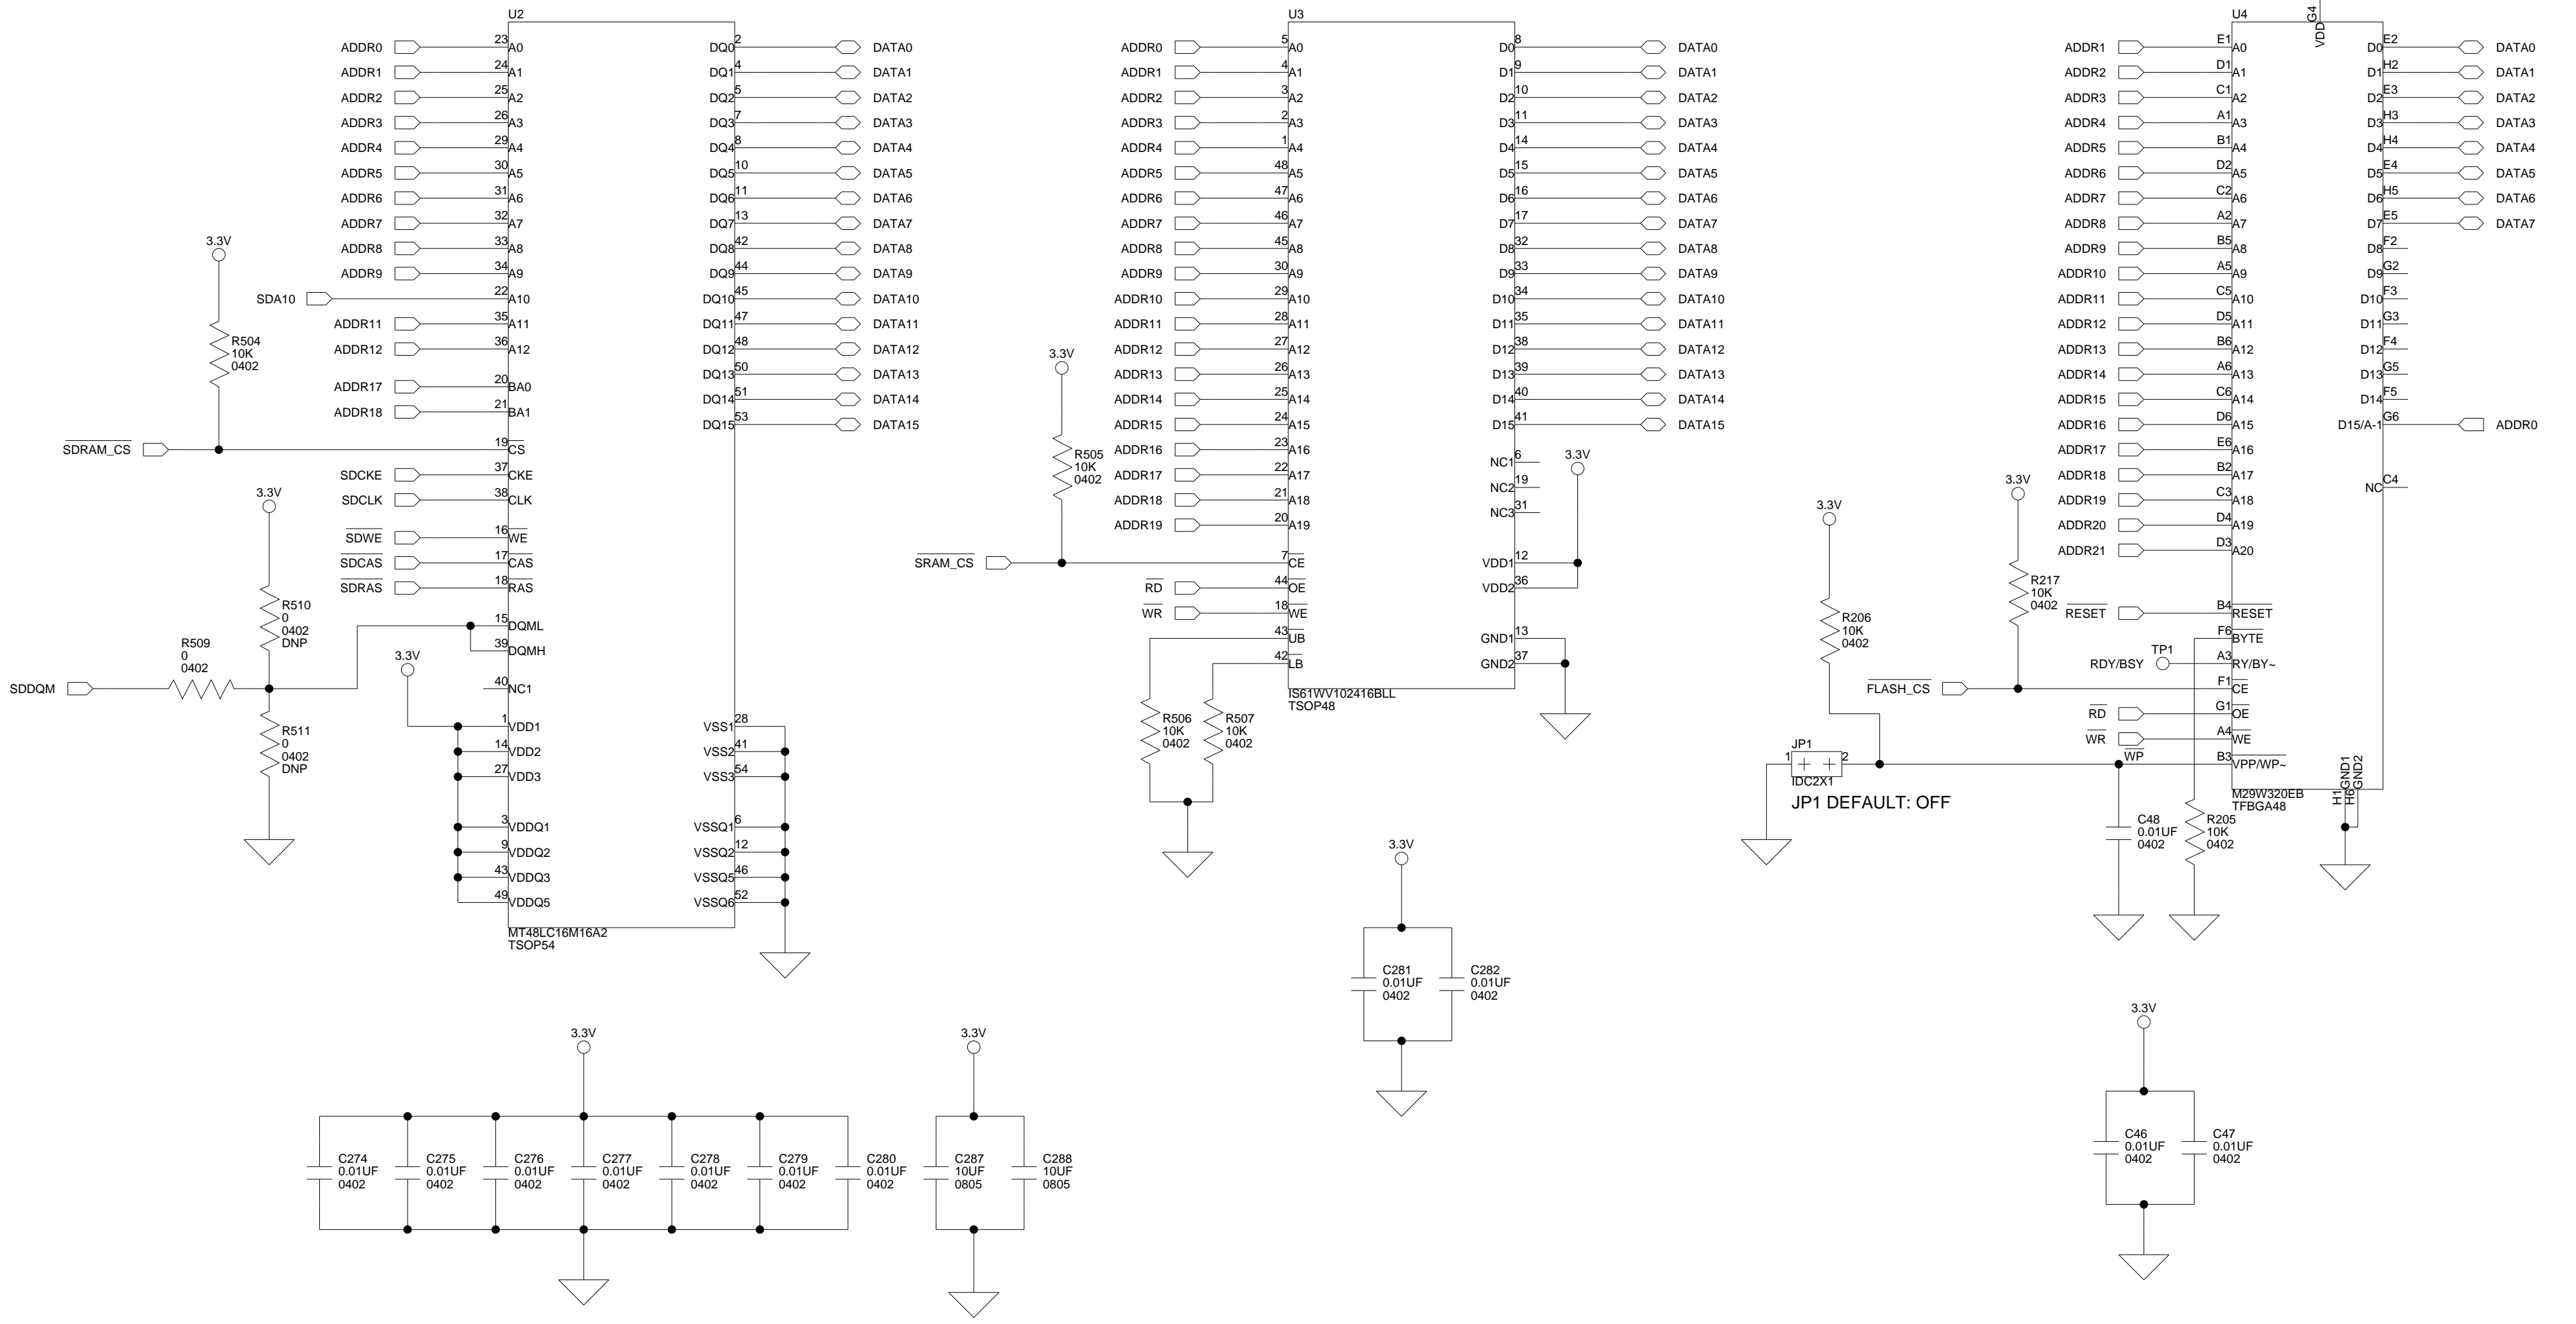 U2
ADDR0 23 A0 DQ0 2 DATA0
ADDR1 24 A1 DQ1 4 DATA1
ADDR2 25 A2 DQ2 5 DATA2
ADDR3 26 A3 DQ3 7 DATA3
ADDR4 29 A4 DQ4 8 DATA4
ADDR5 30 A5 DQ5 10 DATA5
ADDR6 31 A6 DQ6 11 DATA6
ADDR7 32 A7 DQ7 13 DATA7
ADDR8 33 A8 DQ8 42 DATA8
ADDR9 34 A9 DQ9 44 DATA9
SDA10 22 A10 DQ10 45 DATA10
ADDR11 35 A11 DQ11 47 DATA11
ADDR12 36 A12 DQ12 48 DATA12
DQ13 50 DATA13
ADDR17 20 BA0
DQ14 51 DATA14
ADDR18 21 BA1
DQ15 53 DATA15
SDRAM_CS 19 CS
SDCKE 37 CKE
SDCLK 38 CLK
SDWE 16 WE
SDCAS 17 CAS
SDRAS 18 RAS
15 DQML
39 DQMH
SDDQM
40 NC1
1 VDD1 VSS1 28
14 VDD2 VSS2 41
27 VDD3 VSS3 54
3 VDDQ1 VSSQ1 6
9 VDDQ2 VSSQ2 12
43 VDDQ3 VSSQ5 46
49 VDDQ5 VSSQ6 52
MT48LC16M16A2
TSOP54
3.3V
R504
10K
0402
3.3V
R510
0
0402
DNP
R509
0
0402
R511
0
0402
DNP
3.3V
3.3V
C274
0.01UF
0402
C275
0.01UF
0402
C276
0.01UF
0402
C277
0.01UF
0402
C278
0.01UF
0402
C279
0.01UF
0402
C280
0.01UF
0402
3.3V
C287
10UF
0805
C288
10UF
0805
U3
ADDR0 5 A0 D0 8 DATA0
ADDR1 4 A1 D1 9 DATA1
ADDR2 3 A2 D2 10 DATA2
ADDR3 2 A3 D3 11 DATA3
ADDR4 1 A4 D4 14 DATA4
ADDR5 48 A5 D5 15 DATA5
ADDR6 47 A6 D6 16 DATA6
ADDR7 46 A7 D7 17 DATA7
ADDR8 45 A8 D8 32 DATA8
ADDR9 30 A9 D9 33 DATA9
ADDR10 29 A10 D10 34 DATA10
ADDR11 28 A11 D11 35 DATA11
ADDR12 27 A12 D12 38 DATA12
ADDR13 26 A13 D13 39 DATA13
ADDR14 25 A14 D14 40 DATA14
ADDR15 24 A15 D15 41 DATA15
ADDR16 23 A16
NC1 6
ADDR17 22 A17
NC2 19
ADDR18 21 A18
NC3 31
ADDR19 20 A19
SRAM_CS 7 CE VDD1 12
RD 44 OE VDD2 36
WR 18 WE
43 UB GND1 13
42 LB GND2 37
IS61WV102416BLL
TSOP48
3.3V
R505
10K
0402
3.3V
R506
10K
0402
R507
10K
0402
3.3V
C281
0.01UF
0402
C282
0.01UF
0402
U4
G4
VDD
ADDR1 E1 A0 D0 E2 DATA0
ADDR2 D1 A1 D1 H2 DATA1
ADDR3 C1 A2 D2 E3 DATA2
ADDR4 A1 A3 D3 H3 DATA3
ADDR5 B1 A4 D4 H4 DATA4
ADDR6 D2 A5 D5 E4 DATA5
ADDR7 C2 A6 D6 H5 DATA6
ADDR8 A2 A7 D7 E5 DATA7
ADDR9 B5 A8 D8 F2
ADDR10 A5 A9 D9 G2
ADDR11 C5 A10 D10 F3
ADDR12 D5 A11 D11 G3
ADDR13 B6 A12 D12 F4
ADDR14 A6 A13 D13 G5
ADDR15 C6 A14 D14 F5
ADDR16 D6 A15 D15/A-1 G6 ADDR0
ADDR17 E6 A16
ADDR18 B2 A17
NC C4
ADDR19 C3 A18
ADDR20 D4 A19
ADDR21 D3 A20
RESET B4 RESET
F6 BYTE
RDY/BSY TP1 A3 RY/BY~
FLASH_CS F1 CE
RD G1 OE
WR A4 WE
WP B3 VPP/WP~
H1 GND1
H6 GND2
M29W320EB
TFBGA48
3.3V
R206
10K
0402
3.3V
R217
10K
0402
JP1
1 2
IDC2X1
JP1 DEFAULT: OFF
C48
0.01UF
0402
R205
10K
0402
3.3V
C46
0.01UF
0402
C47
0.01UF
0402